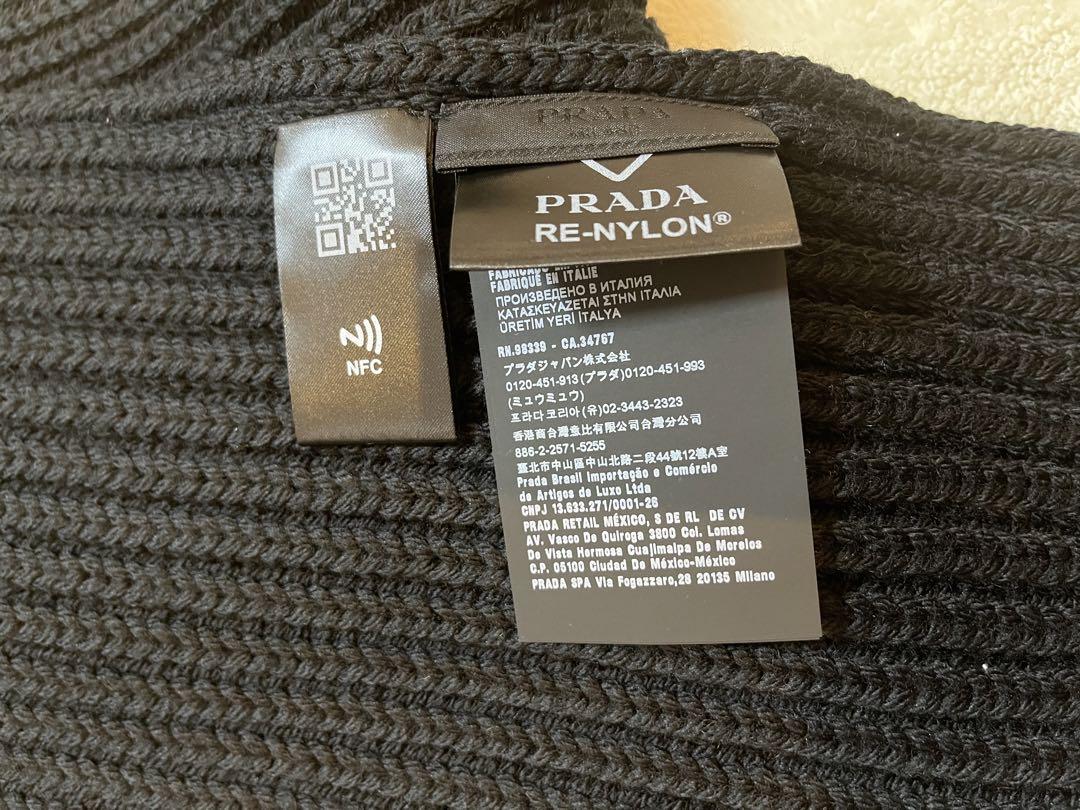 NFC
PRADA
MILANO
PRADA
RE-NYLON®
FABRIQUE EN ITALIE
ПРОИЗВЕДЕНО В ИТАЛИЯ
ΚΑΤΑΣΚΕΥΑΖΕΤΑΙ ΣΤΗΝ ΙΤΑΛΙΑ
ÜRETİM YERİ İTALYA
RN.98339 - CA.34767
プラダジャパン株式会社
0120-451-913(プラダ)0120-451-993
(ミュウミュウ)
프라다코리아(유)02-3443-2323
香港商台灣壹比有限公司台灣分公司
886-2-2571-5255
臺北市中山區中山北路二段44號12樓A室
Prada Brasil Importação e Comércio
de Artigos de Luxo Ltda
CNPJ 13.633.271/0001-26
PRADA RETAIL MÉXICO, S DE RL DE CV
AV. Vasco De Quiroga 3800 Col. Lomas
De Vista Hermosa Cuajimalpa De Morelos
C.P. 05100 Ciudad De México-México
PRADA SPA Via Fogazzaro,28 20135 Milano